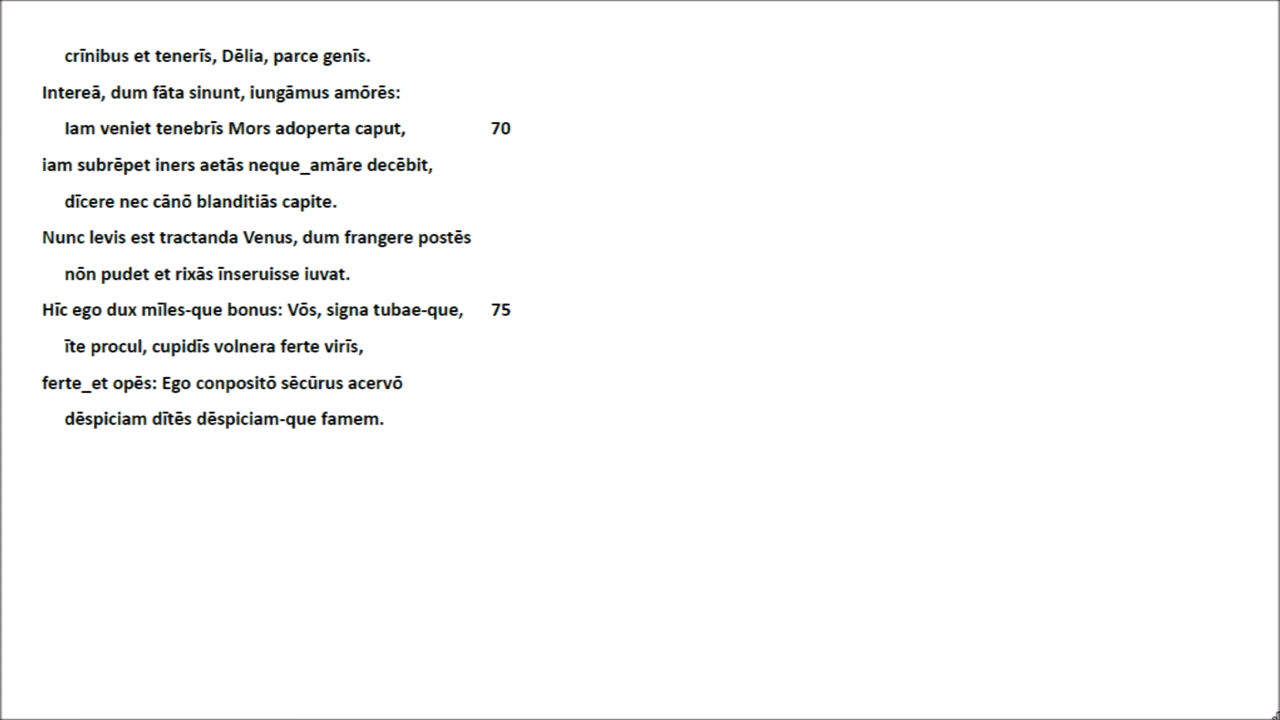 crīnibus et tenerīs, Dēlia, parce genīs.
Intereā, dum fāta sinunt, iungāmus amōrēs:
Iam veniet tenebrīs Mors adoperta caput, 70
iam subrēpet iners aetās neque_amāre decēbit,
dīcere nec cānō blanditiās capite.
Nunc levis est tractanda Venus, dum frangere postēs
nōn pudet et rixās īnseruisse iuvat.
Hīc ego dux mīles-que bonus: Vōs, signa tubae-que, 75
īte procul, cupidīs volnera ferte virīs,
ferte_et opēs: Ego conpositō sēcūrus acervō
dēspiciam dītēs dēspiciam-que famem.